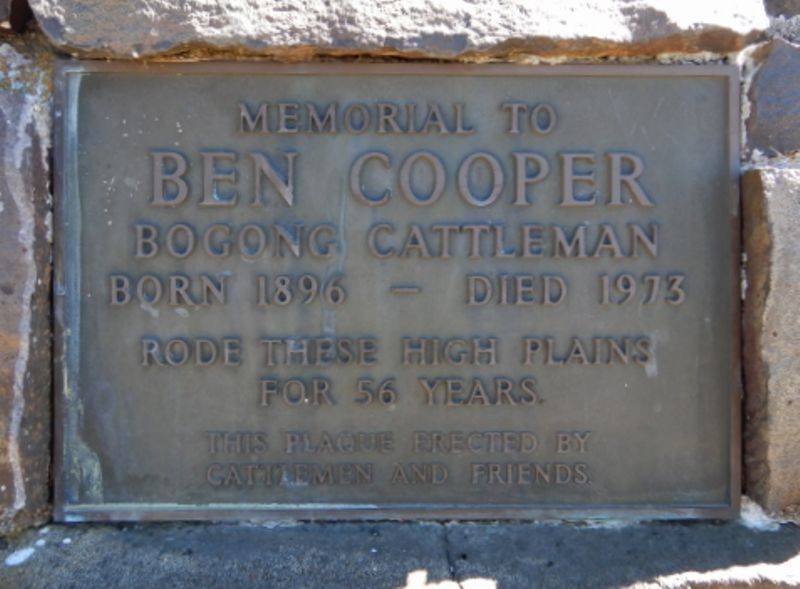 MEMORIAL TO
BEN COOPER
BOGONG CATTLEMAN
BORN 1896 — DIED 1973
RODE THESE HIGH PLAINS
FOR 56 YEARS.
THIS PLAQUE ERECTED BY
CATTLEMEN AND FRIENDS.